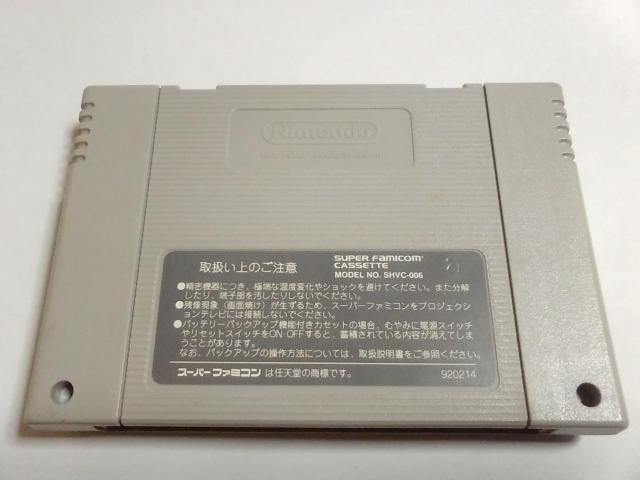 Nintendo
取扱い上のご注意
SUPER Famicom
CASSETTE
MODEL NO. SHVC-006
●精密機器につき、極端な温度変化やショックを避けてください。また分解
したり、端子部を汚したりしないでください。
●残像現象(画面焼け)が生ずるため、スーパーファミコンをプロジェクシ
ョンテレビには接続しないでください。
●バッテリーバックアップ機能付きカセットの場合、むやみに電源スイッチ
やリセットスイッチをON・OFFすると、蓄積されている内容が消えてしま
うことがあります。
なお、バックアップの操作方法については、取扱説明書をご参照ください。
スーパーファミコン は任天堂の商標です。
920214